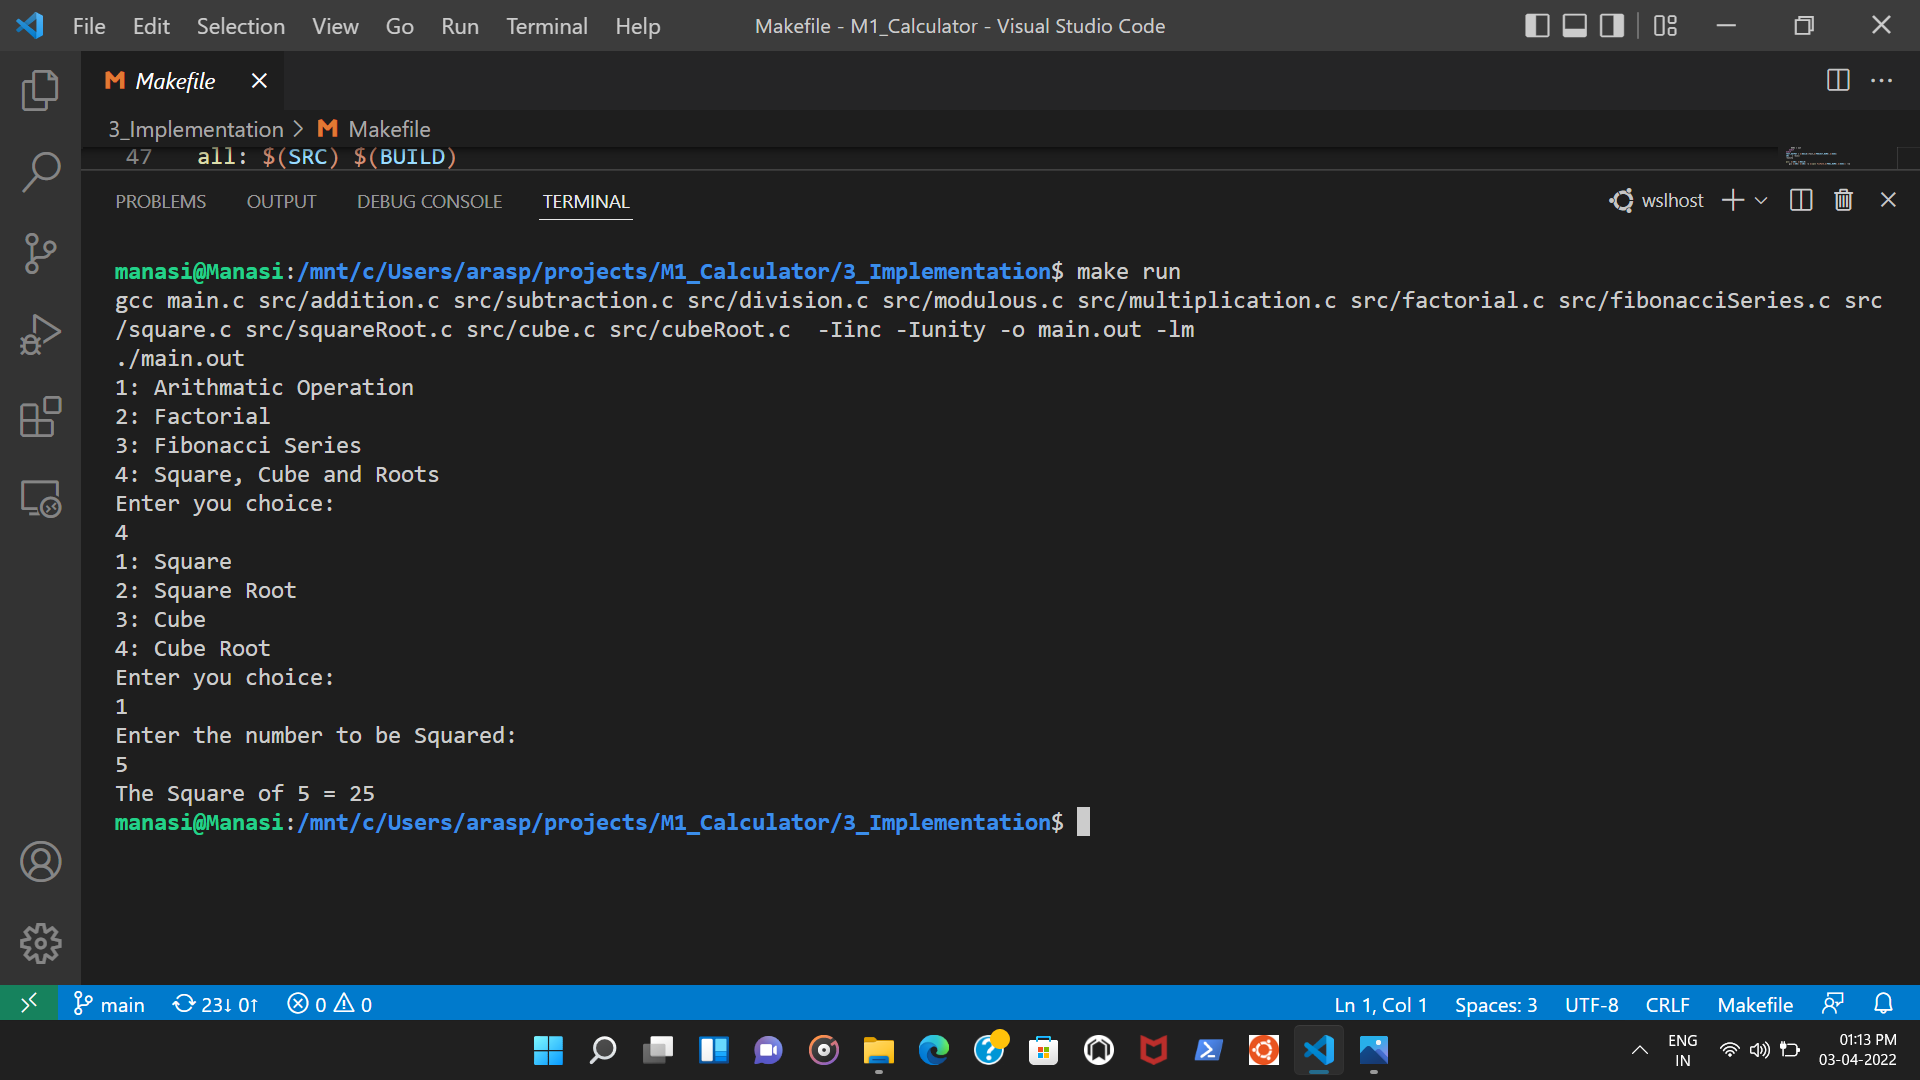 File Edit Selection View Go Run Terminal Help
Makefile - M1_Calculator - Visual Studio Code
Makefile
3_Implementation > Makefile
47 all: $(SRC) $(BUILD)
PROBLEMS OUTPUT DEBUG CONSOLE TERMINAL
wslhost
manasi@Manasi:/mnt/c/Users/arasp/projects/M1_Calculator/3_Implementation$ make run
gcc main.c src/addition.c src/subtraction.c src/division.c src/modulous.c src/multiplication.c src/factorial.c src/fibonacciSeries.c src
/square.c src/squareRoot.c src/cube.c src/cubeRoot.c  -Iinc -Iunity -o main.out -lm
./main.out
1: Arithmatic Operation
2: Factorial
3: Fibonacci Series
4: Square, Cube and Roots
Enter you choice:
4
1: Square
2: Square Root
3: Cube
4: Cube Root
Enter you choice:
1
Enter the number to be Squared:
5
The Square of 5 = 25
manasi@Manasi:/mnt/c/Users/arasp/projects/M1_Calculator/3_Implementation$
main 23↓ 0↑ 0 0
Ln 1, Col 1 Spaces: 3 UTF-8 CRLF Makefile
ENG
IN
01:13 PM
03-04-2022